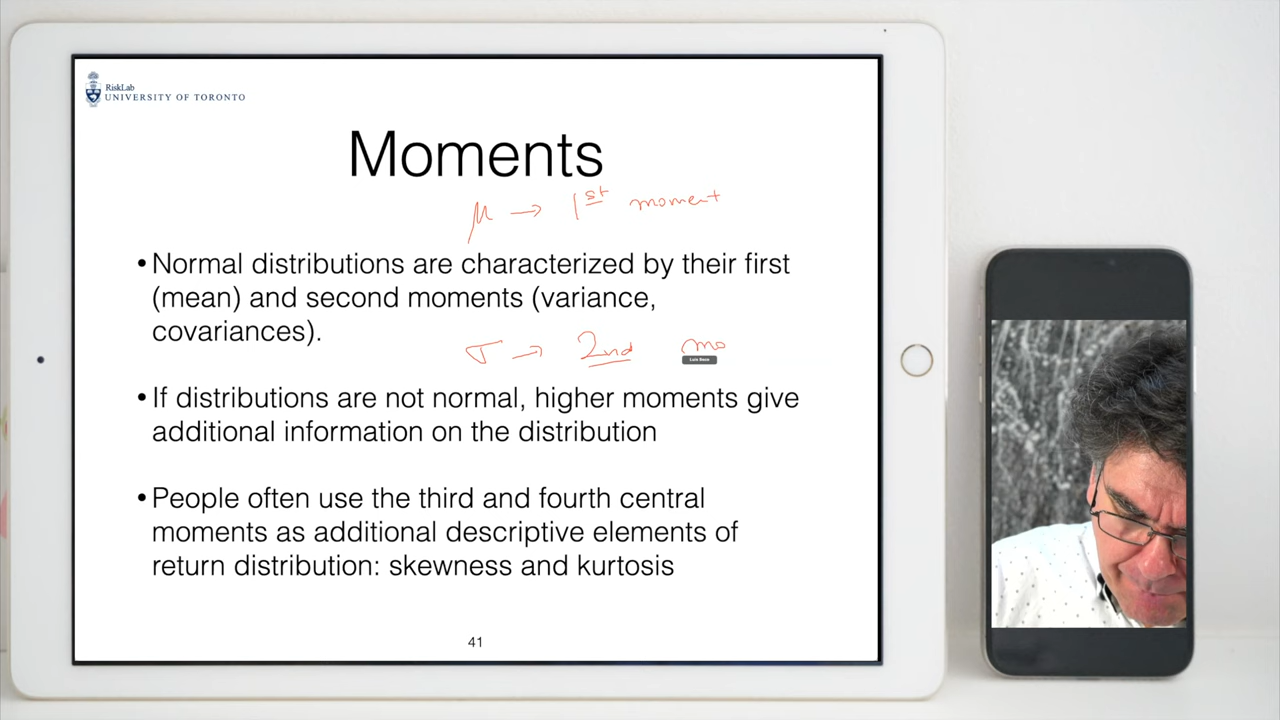 RiskLab
UNIVERSITY OF TORONTO
Moments
μ → 1st moment
• Normal distributions are characterized by their first
(mean) and second moments (variance,
covariances).
σ → 2nd mo
Luis Seco
• If distributions are not normal, higher moments give
additional information on the distribution
• People often use the third and fourth central
moments as additional descriptive elements of
return distribution: skewness and kurtosis
41